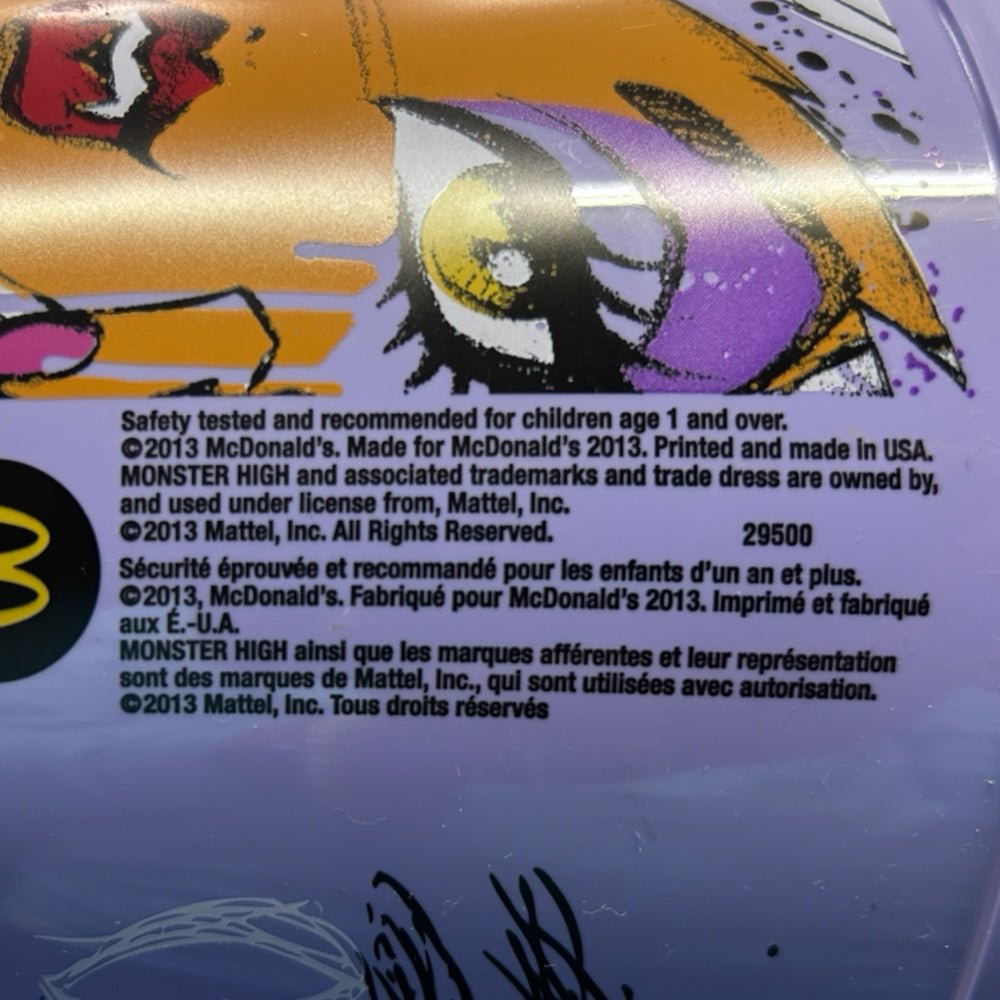 Safety tested and recommended for children age 1 and over.
©2013 McDonald's. Made for McDonald's 2013. Printed and made in USA.
MONSTER HIGH and associated trademarks and trade dress are owned by,
and used under license from, Mattel, Inc.
©2013 Mattel, Inc. All Rights Reserved. 29500
Sécurité éprouvée et recommandé pour les enfants d'un an et plus.
©2013, McDonald's. Fabriqué pour McDonald's 2013. Imprimé et fabriqué
aux É.-U.A.
MONSTER HIGH ainsi que les marques afférentes et leur représentation
sont des marques de Mattel, Inc., qui sont utilisées avec autorisation.
©2013 Mattel, Inc. Tous droits réservés